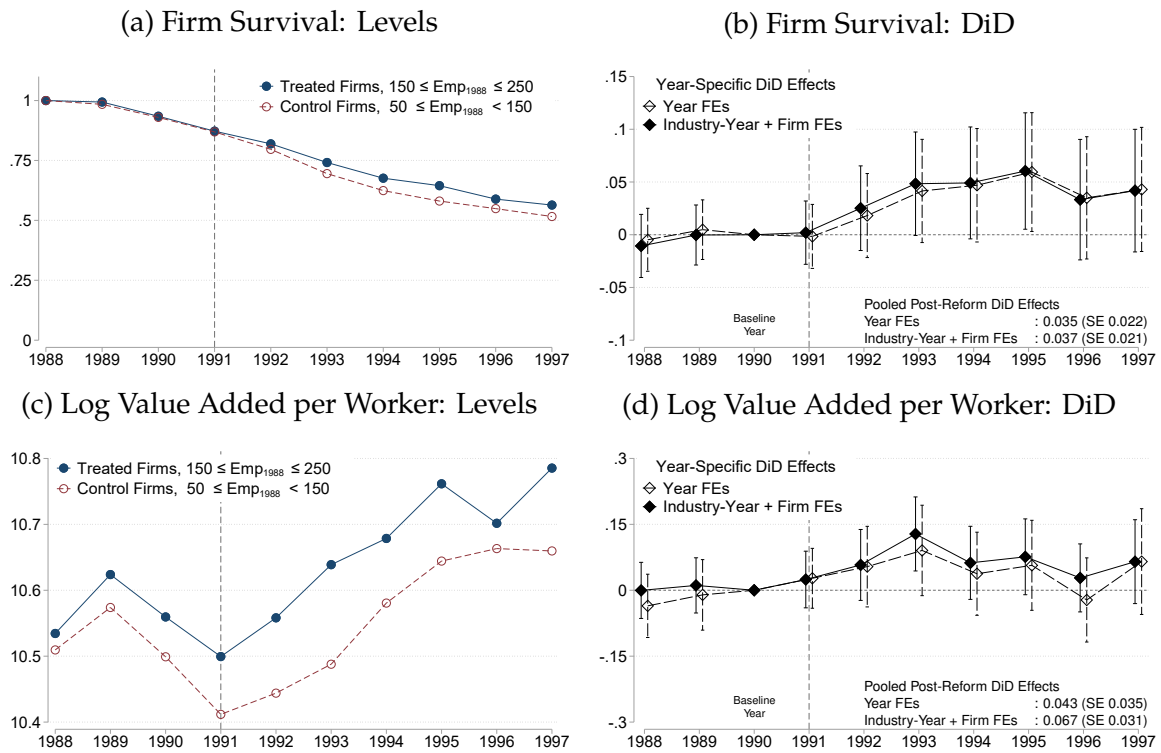 (a) Firm Survival: Levels
1
.75
.5
.25
0
Treated Firms, 150 ≤ Emp1988 ≤ 250
Control Firms, 50 ≤ Emp1988 < 150
1988 1989 1990 1991 1992 1993 1994 1995 1996 1997
(b) Firm Survival: DiD
.15
.1
.05
0
-.05
-.1
Year-Specific DiD Effects
Year FEs
Industry-Year + Firm FEs
Baseline
Year
Pooled Post-Reform DiD Effects
Year FEs : 0.035 (SE 0.022)
Industry-Year + Firm FEs : 0.037 (SE 0.021)
1988 1989 1990 1991 1992 1993 1994 1995 1996 1997
(c) Log Value Added per Worker: Levels
10.8
10.7
10.6
10.5
10.4
Treated Firms, 150 ≤ Emp1988 ≤ 250
Control Firms, 50 ≤ Emp1988 < 150
1988 1989 1990 1991 1992 1993 1994 1995 1996 1997
(d) Log Value Added per Worker: DiD
.3
.15
0
-.15
-.3
Year-Specific DiD Effects
Year FEs
Industry-Year + Firm FEs
Baseline
Year
Pooled Post-Reform DiD Effects
Year FEs : 0.043 (SE 0.035)
Industry-Year + Firm FEs : 0.067 (SE 0.031)
1988 1989 1990 1991 1992 1993 1994 1995 1996 1997